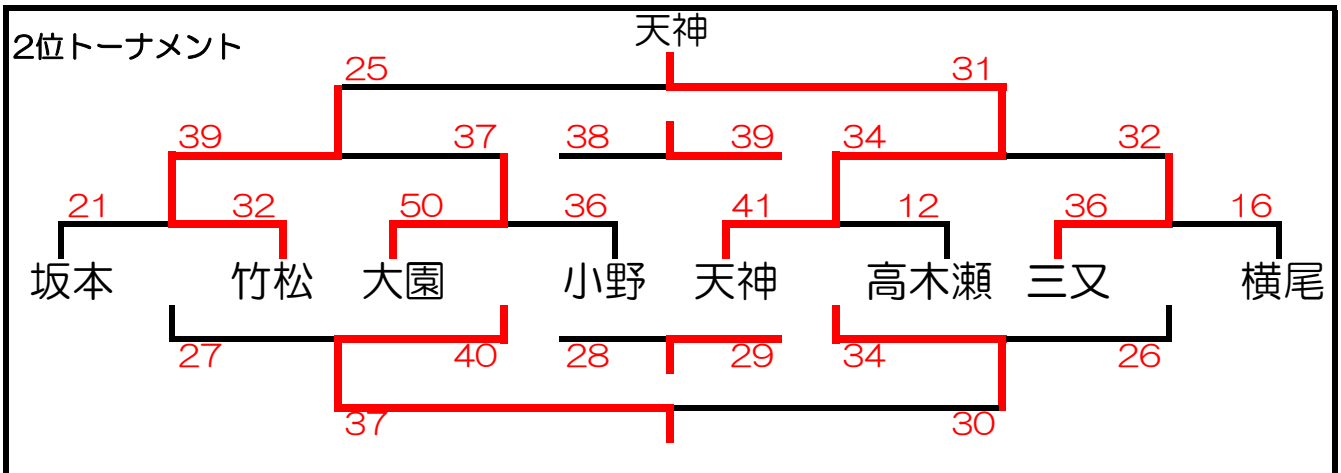 天神
2位トーナメント
25 31
39 37 38 39 34 32
21 32 50 36 41 12 36 16
坂本 竹松 大園 小野 天神 高木瀬 三又 横尾
27 40 28 29 34 26
37 30